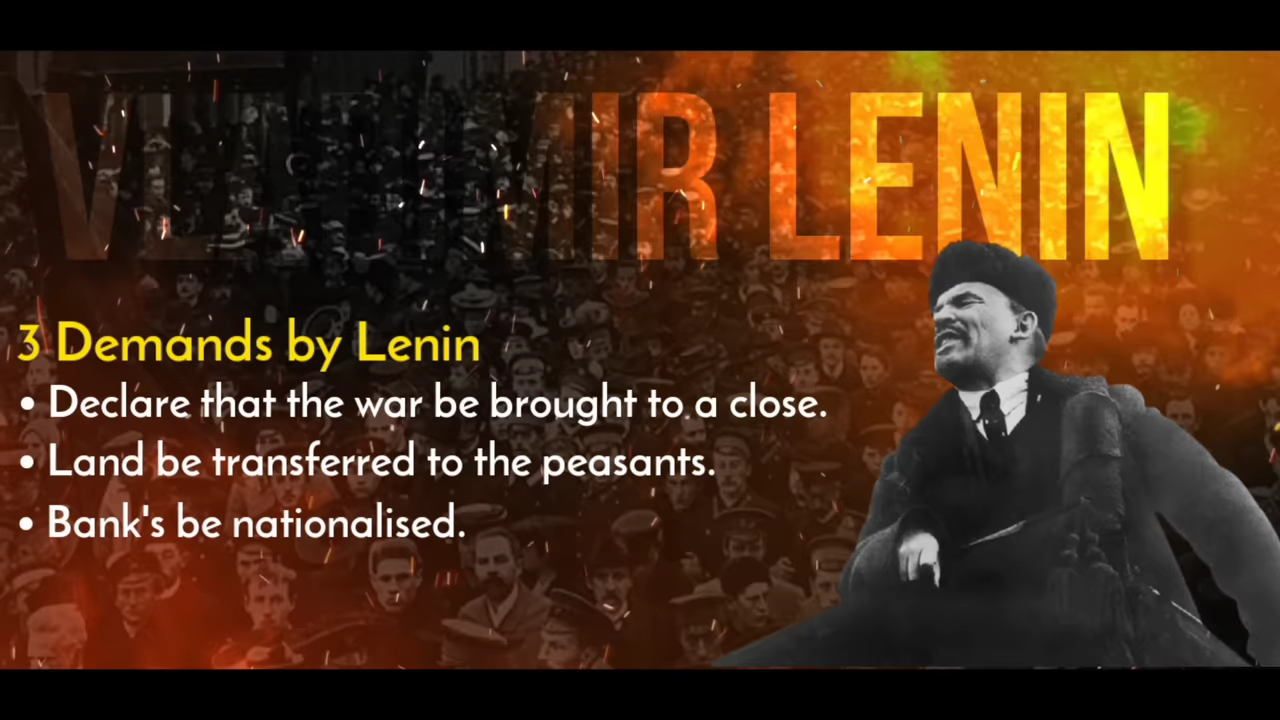 VLADIMIR LENIN
3 Demands by Lenin
• Declare that the war be brought to a close.
• Land be transferred to the peasants.
• Bank's be nationalised.